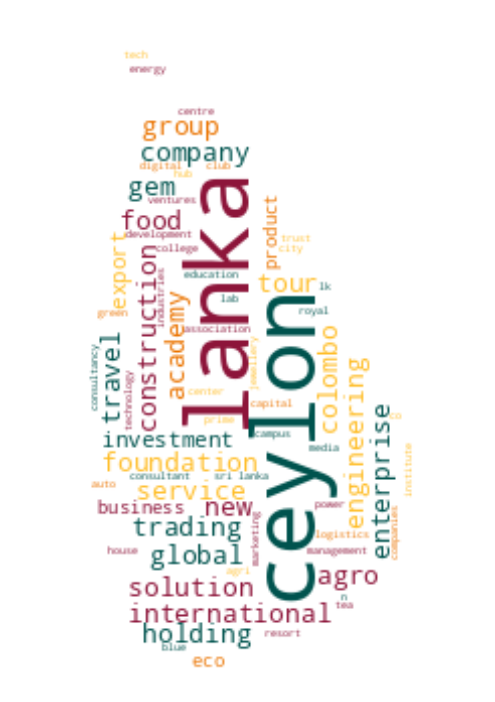 tech
energy
centre
group
company
digital
club
hub
gem
ventures
food
product
development
trust
college
city
export
lanka
education
tour
lk
construction
industries
academy
lab
royal
green
association
ceylon
colombo
travel
consultancy
technology
jewellery
engineering
center
capital
prime
enterprise
co
investment
campus
media
foundation
institute
consultant
sri lanka
auto
service
business
new
power
companies
trading
marketing
logistics
house
global
management
agri
agro
solution
n
international
tea
holding
resort
blue
eco